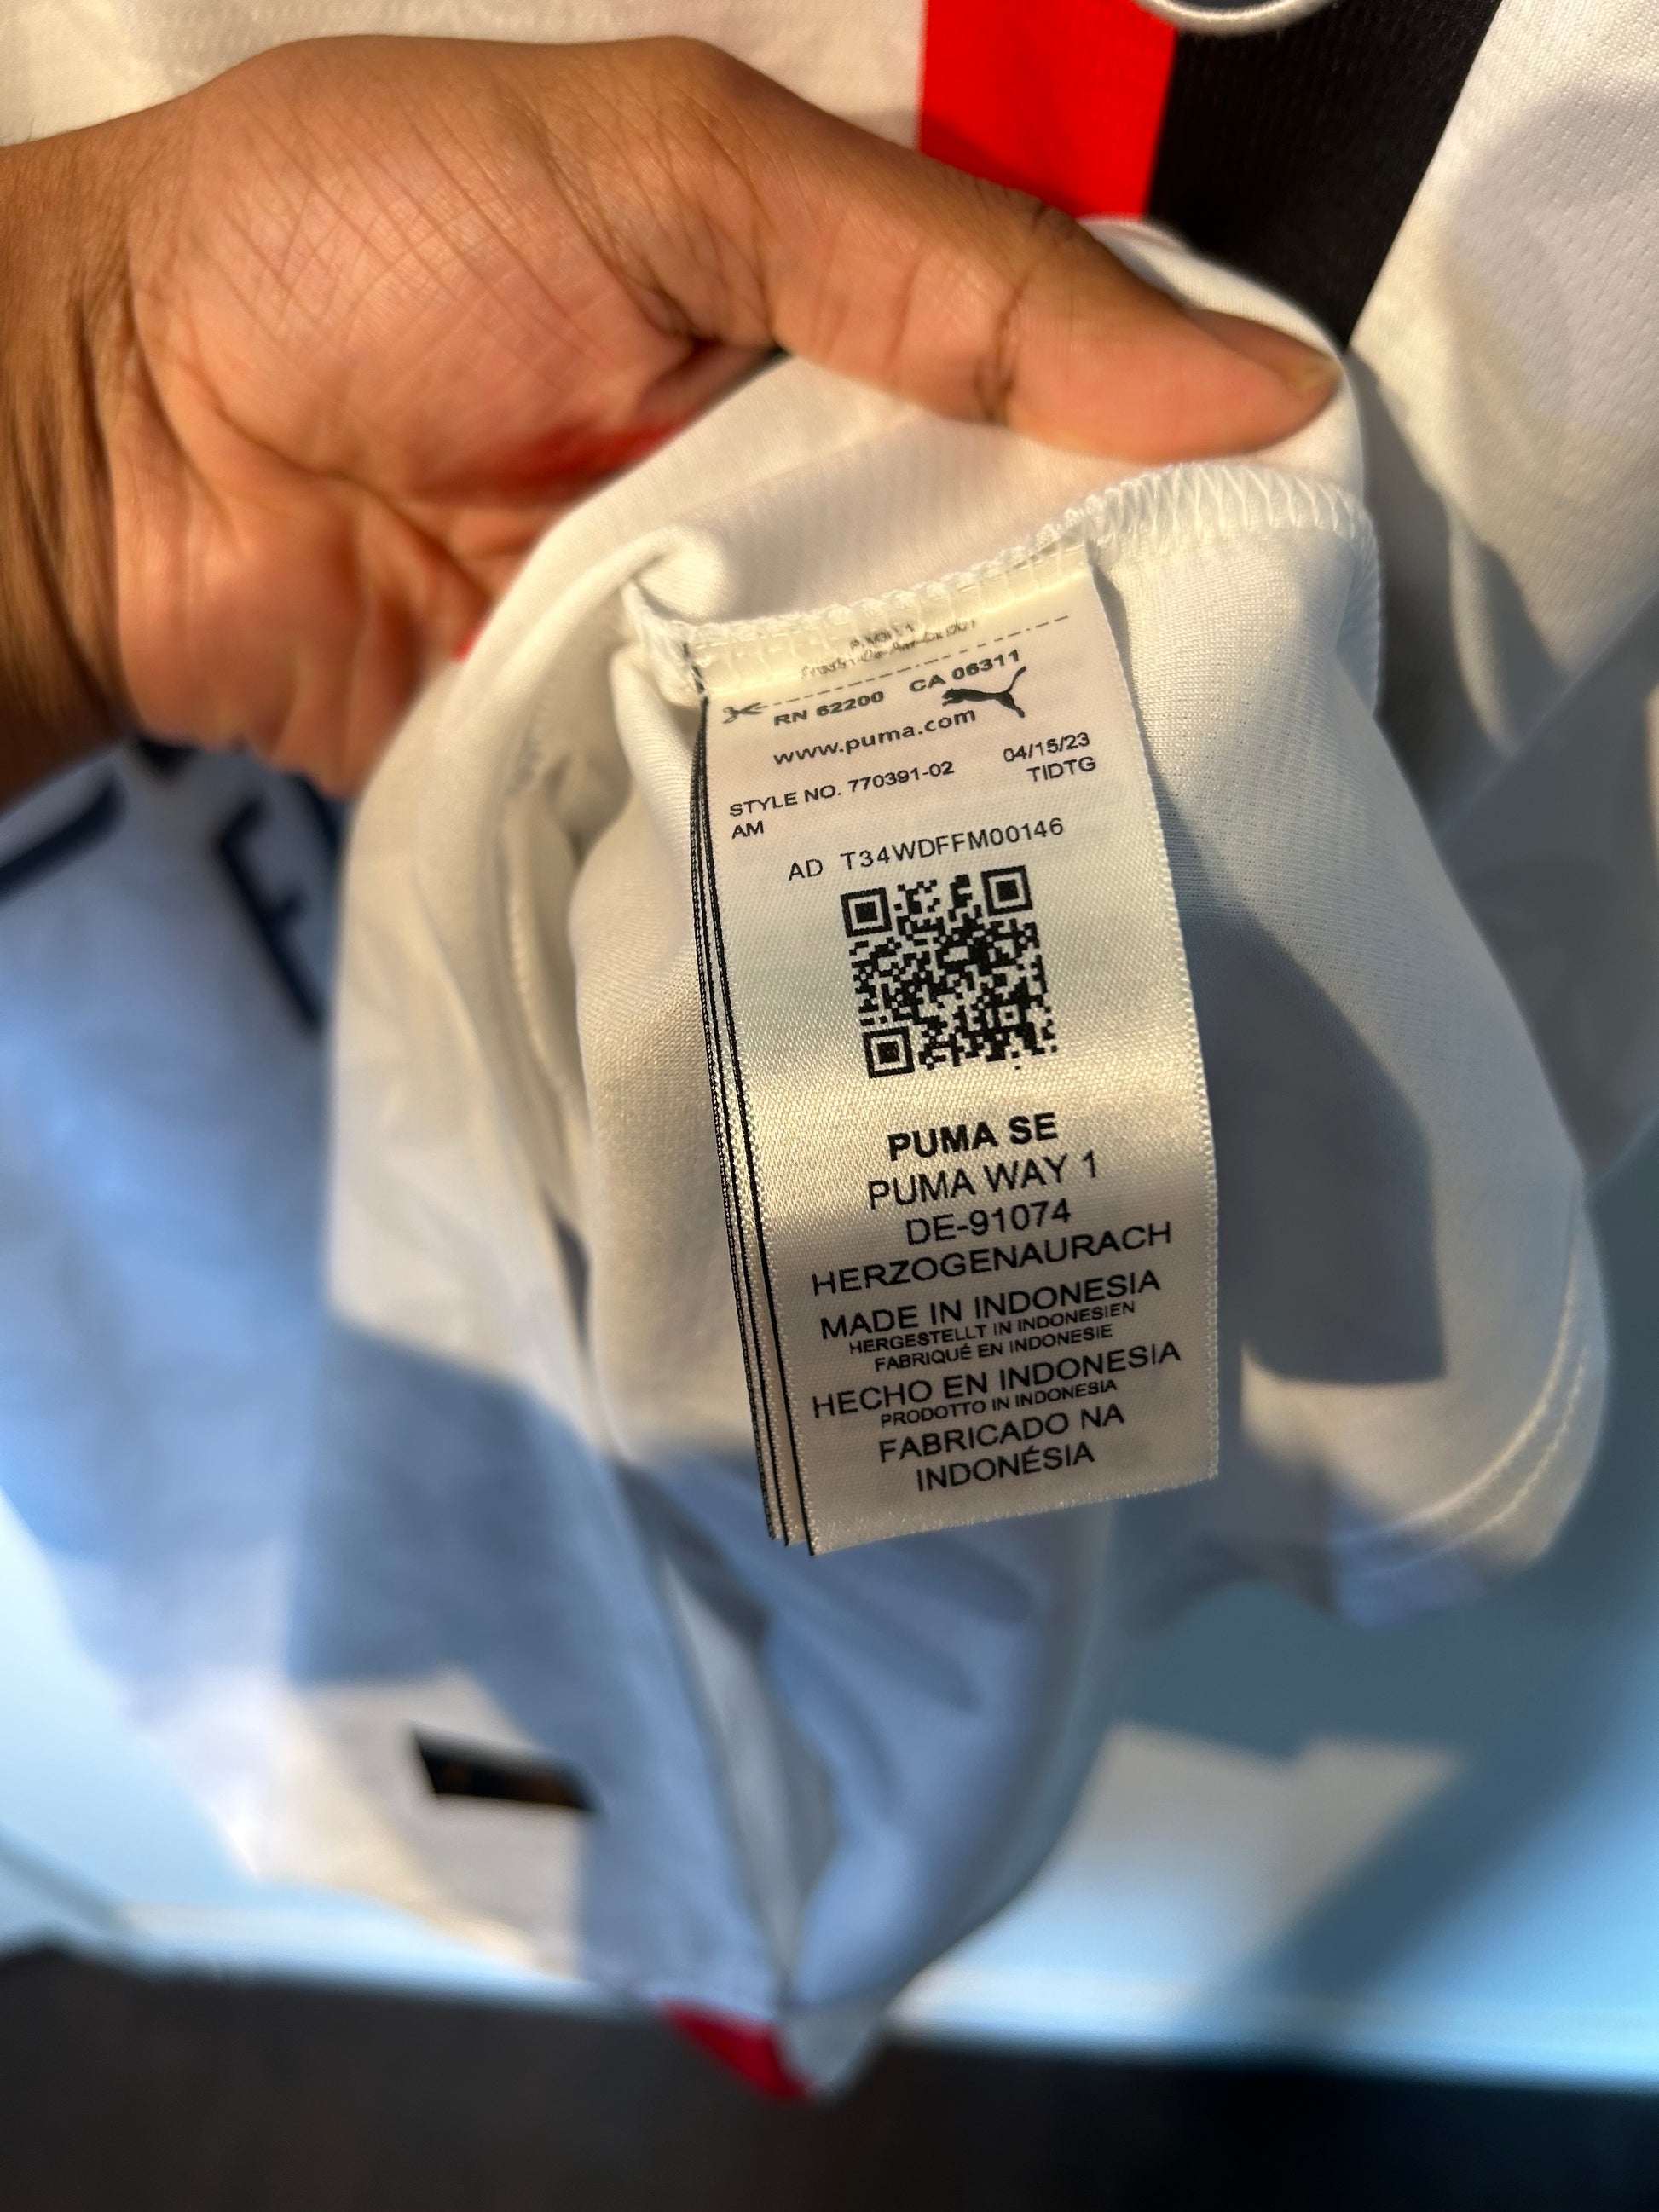 RN 62200 CA 06311
www.puma.com
STYLE NO. 770391-02 04/15/23
AM TIDTG
AD T34WDFFM00146
PUMA SE
PUMA WAY 1
DE-91074
HERZOGENAURACH
MADE IN INDONESIA
HERGESTELLT IN INDONESIEN
FABRIQUÉ EN INDONESIE
HECHO EN INDONESIA
PRODOTTO IN INDONESIA
FABRICADO NA
INDONÉSIA